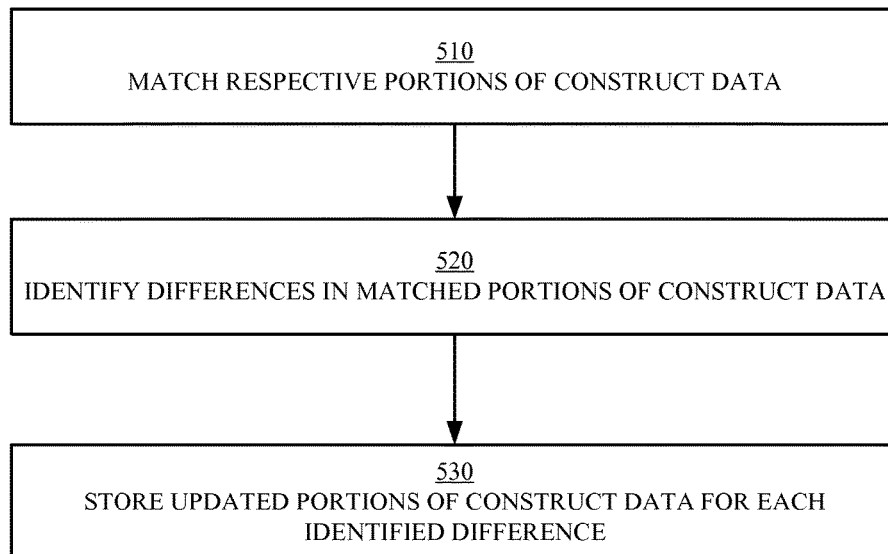 510
MATCH RESPECTIVE PORTIONS OF CONSTRUCT DATA
520
IDENTIFY DIFFERENCES IN MATCHED PORTIONS OF CONSTRUCT DATA
530
STORE UPDATED PORTIONS OF CONSTRUCT DATA FOR EACH
IDENTIFIED DIFFERENCE